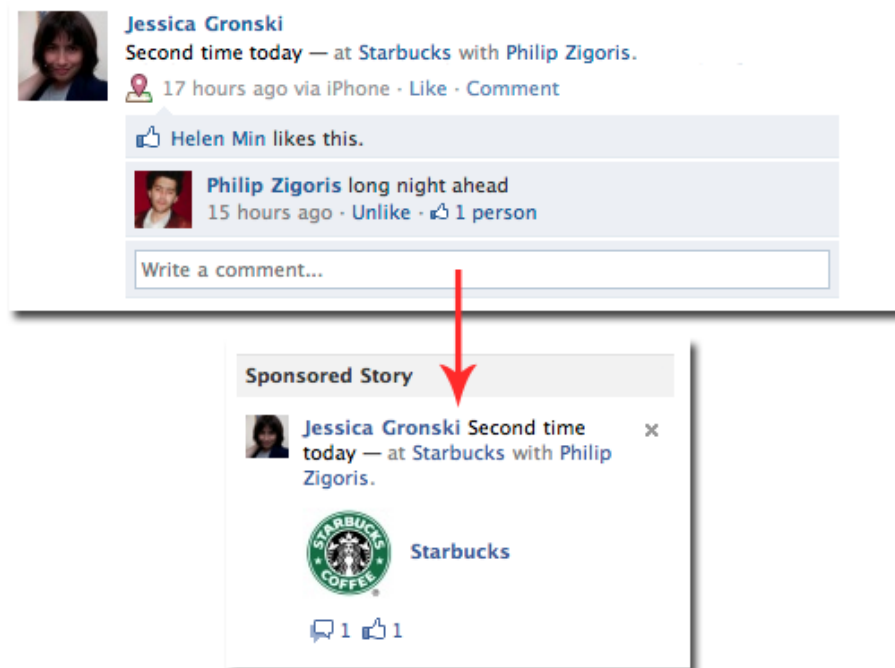 Jessica Gronski
Second time today — at Starbucks with Philip Zigoris.
17 hours ago via iPhone · Like · Comment
Helen Min likes this.
Philip Zigoris long night ahead
15 hours ago · Unlike · 1 person
Write a comment...
Sponsored Story
Jessica Gronski Second time
today — at Starbucks with Philip
Zigoris.
STARBUCKS
COFFEE
®
Starbucks
1 1